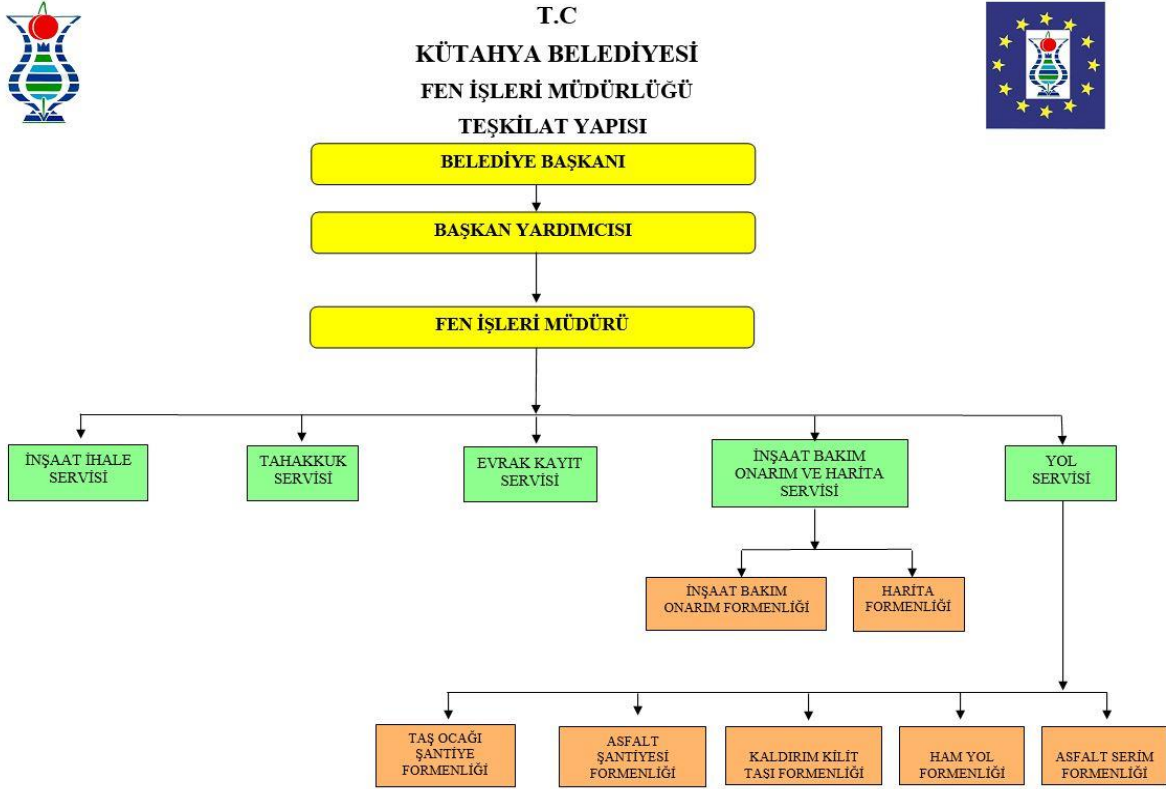 T.C
KÜTAHYA BELEDİYESİ
FEN İŞLERİ MÜDÜRLÜĞÜ
TEŞKİLAT YAPISI
BELEDİYE BAŞKANI
BAŞKAN YARDIMCISI
FEN İŞLERİ MÜDÜRÜ
İNŞAAT İHALE
SERVİSİ
TAHAKKUK
SERVİSİ
EVRAK KAYIT
SERVİSİ
İNŞAAT BAKIM
ONARIM VE HARİTA
SERVİSİ
YOL
SERVİSİ
İNŞAAT BAKIM
ONARIM FORMENLİĞİ
HARİTA
FORMENLİĞİ
TAŞ OCAĞI
ŞANTİYE
FORMENLİĞİ
ASFALT
ŞANTİYESİ
FORMENLİĞİ
KALDIRIM KİLİT
TAŞI FORMENLİĞİ
HAM YOL
FORMENLİĞİ
ASFALT SERİM
FORMENLİĞİ